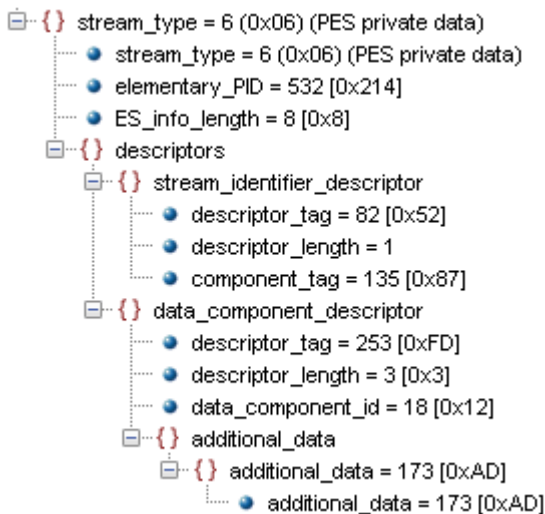 {} stream_type = 6 (0x06) (PES private data)
stream_type = 6 (0x06) (PES private data)
elementary_PID = 532 [0x214]
ES_info_length = 8 [0x8]
{} descriptors
{} stream_identifier_descriptor
descriptor_tag = 82 [0x52]
descriptor_length = 1
component_tag = 135 [0x87]
{} data_component_descriptor
descriptor_tag = 253 [0xFD]
descriptor_length = 3 [0x3]
data_component_id = 18 [0x12]
{} additional_data
{} additional_data = 173 [0xAD]
additional_data = 173 [0xAD]